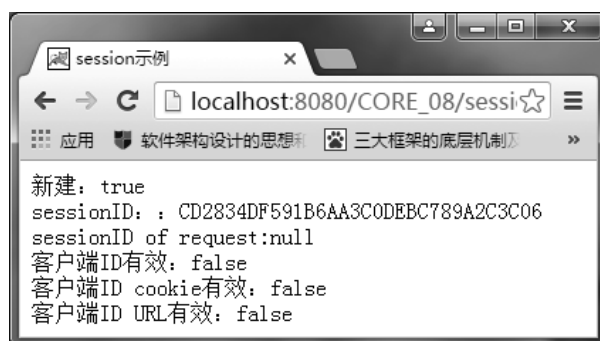 session示例
localhost:8080/CORE_08/sessi
应用 软件架构设计的思想 三大框架的底层机制及 »
新建：true
sessionID：：CD2834DF591B6AA3C0DEBC789A2C3C06
sessionID of request:null
客户端ID有效：false
客户端ID cookie有效：false
客户端ID URL有效：false